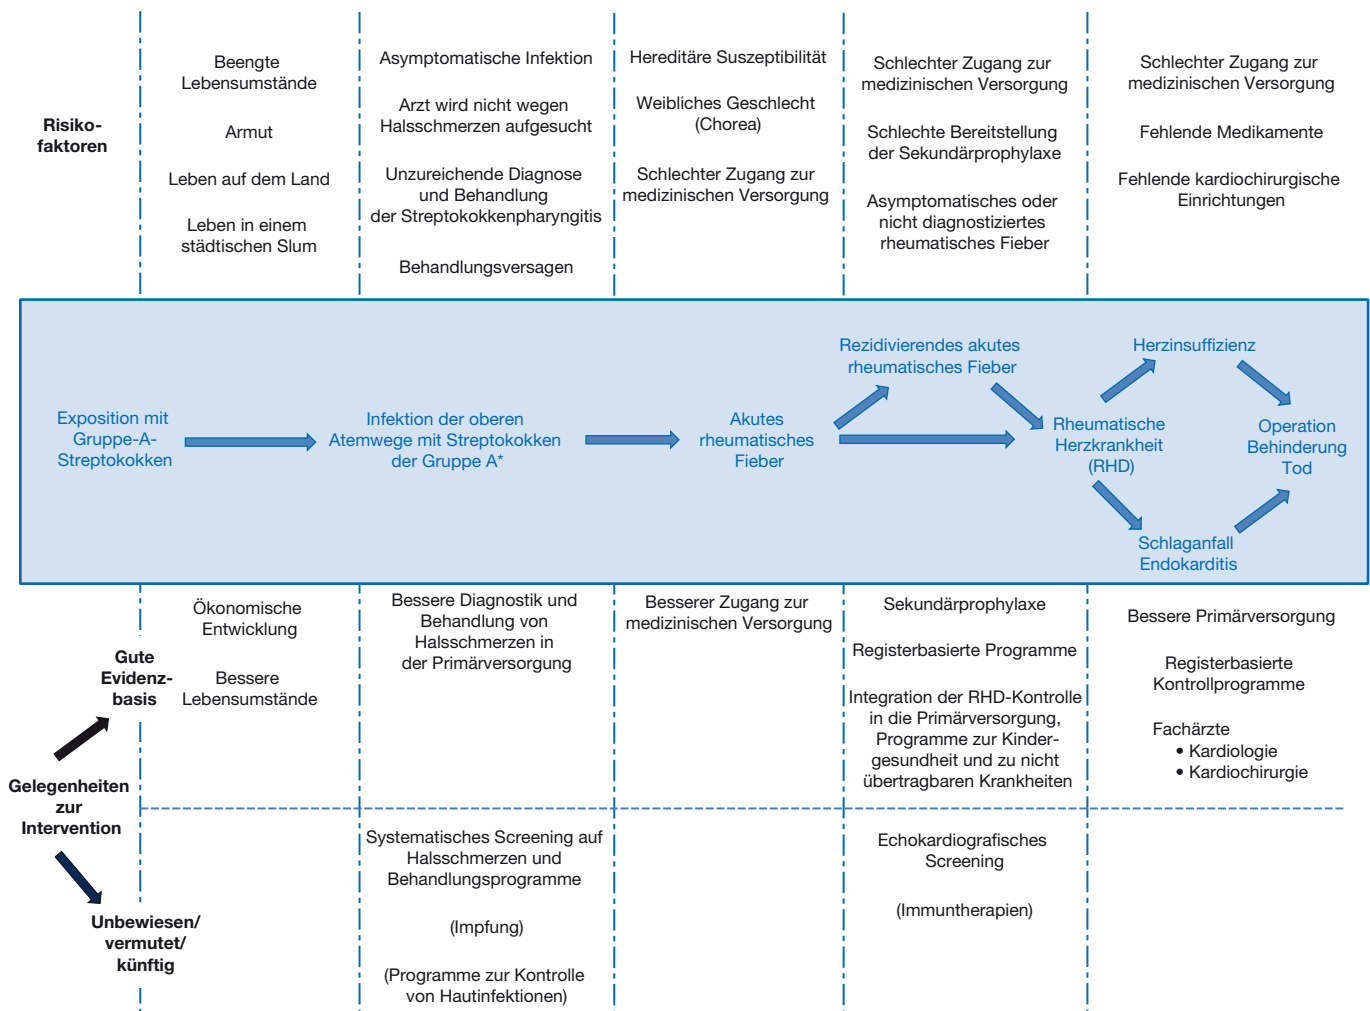 Risiko-
faktoren
Beengte
Lebensumstände
Armut
Leben auf dem Land
Leben in einem
städtischen Slum
Asymptomatische Infektion
Arzt wird nicht wegen
Halsschmerzen aufgesucht
Unzureichende Diagnose
und Behandlung
der Streptokokkenpharyngitis
Behandlungsversagen
Hereditäre Suszeptibilität
Weibliches Geschlecht
(Chorea)
Schlechter Zugang zur
medizinischen Versorgung
Schlechter Zugang zur
medizinischen Versorgung
Schlechte Bereitstellung
der Sekundärprophylaxe
Asymptomatisches oder
nicht diagnostiziertes
rheumatisches Fieber
Schlechter Zugang zur
medizinischen Versorgung
Fehlende Medikamente
Fehlende kardiochirurgische
Einrichtungen
Exposition mit
Gruppe-A-
Streptokokken
Infektion der oberen
Atemwege mit Streptokokken
der Gruppe A*
Akutes
rheumatisches
Fieber
Rezidivierendes akutes
rheumatisches Fieber
Rheumatische
Herzkrankheit
(RHD)
Herzinsuffizienz
Schlaganfall
Endokarditis
Operation
Behinderung
Tod
Gelegenheiten
zur
Intervention
Gute
Evidenz-
basis
Ökonomische
Entwicklung
Bessere
Lebensumstände
Bessere Diagnostik und
Behandlung von
Halsschmerzen in
der Primärversorgung
Besserer Zugang zur
medizinischen Versorgung
Sekundärprophylaxe
Registerbasierte Programme
Integration der RHD-Kontrolle
in die Primärversorgung,
Programme zur Kinder-
gesundheit und zu nicht
übertragbaren Krankheiten
Bessere Primärversorgung
Registerbasierte
Kontrollprogramme
Fachärzte
• Kardiologie
• Kardiochirurgie
Unbewiesen/
vermutet/
künftig
Systematisches Screening auf
Halsschmerzen und
Behandlungsprogramme
(Impfung)
(Programme zur Kontrolle
von Hautinfektionen)
Echokardiografisches
Screening
(Immuntherapien)